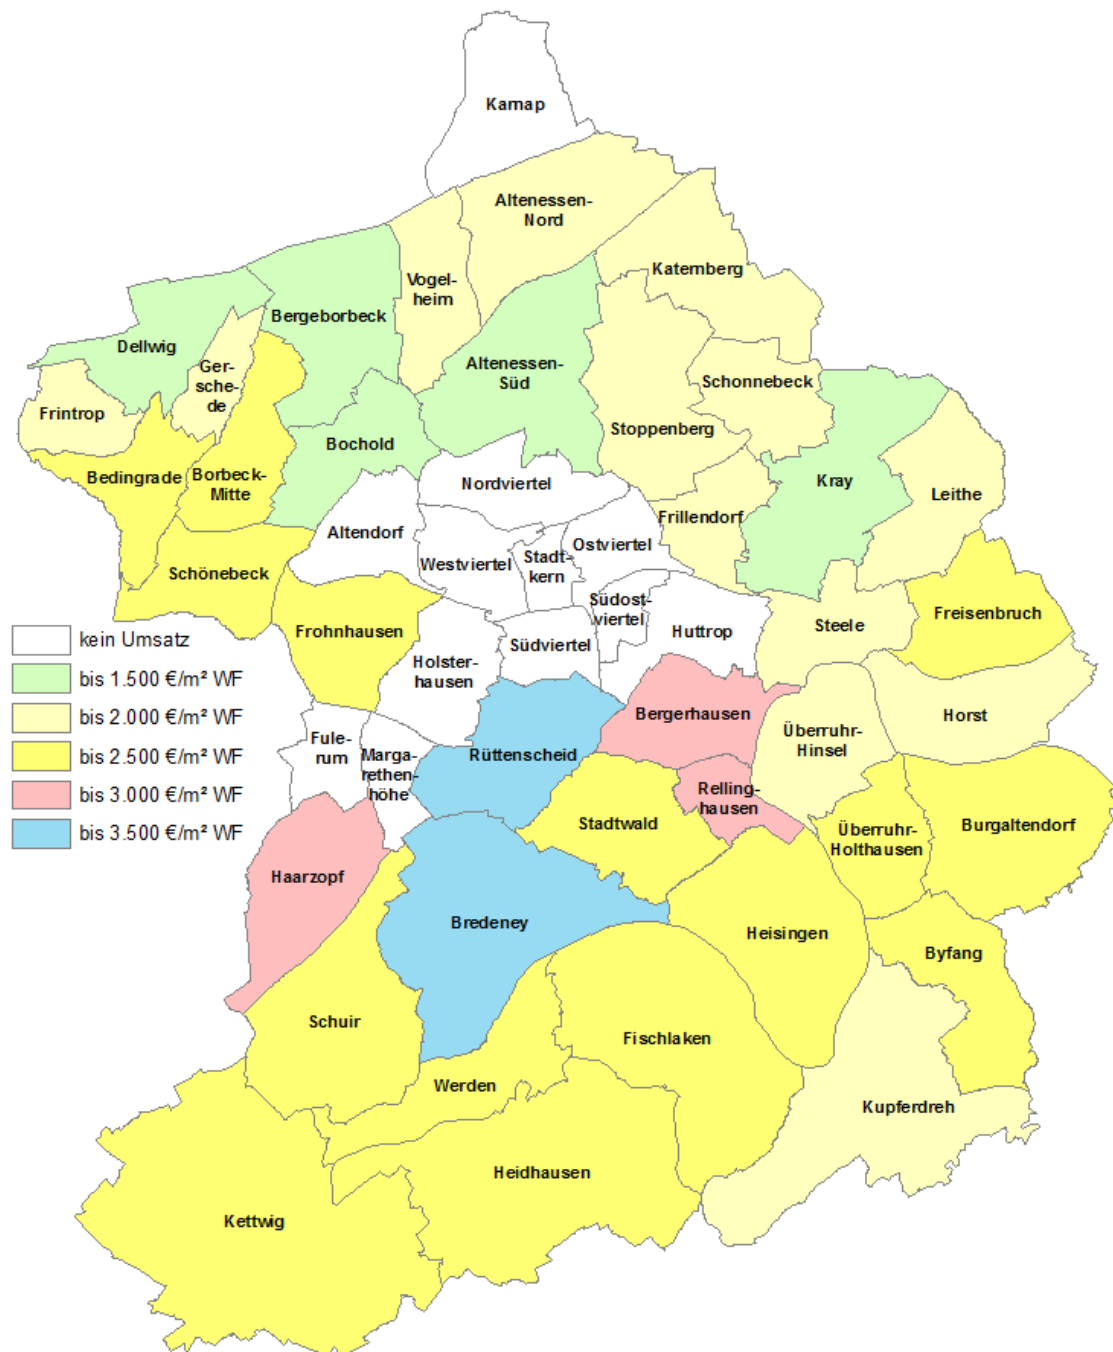 Karnap
Altenessen-
Nord
Katernberg
Vogel-
heim
Bergeborbeck
Dellwig
Ger-
sche-
de
Altenessen-
Süd
Schonnebeck
Frintrop
Stoppenberg
Bochold
Bedingrade
Borbeck-
Mitte
Nordviertel
Kray
Leithe
Frillendorf
Altendorf
Ostviertel
Westviertel
Stadt-
kern
Schönebeck
Südost-
viertel
Freisenbruch
Steele
Frohnhausen
Huttrop
Südviertel
Holster-
hausen
kein Umsatz
bis 1.500 €/m² WF
bis 2.000 €/m² WF
bis 2.500 €/m² WF
bis 3.000 €/m² WF
bis 3.500 €/m² WF
Bergerhausen
Horst
Überruhr-
Hinsel
Fule-
rum
Marga-
rethen-
höhe
Rüttenscheid
Relling-
hausen
Stadtwald
Überruhr-
Holthausen
Burgaltendorf
Haarzopf
Bredeney
Heisingen
Byfang
Schuir
Fischlaken
Werden
Kupferdreh
Heidhausen
Kettwig